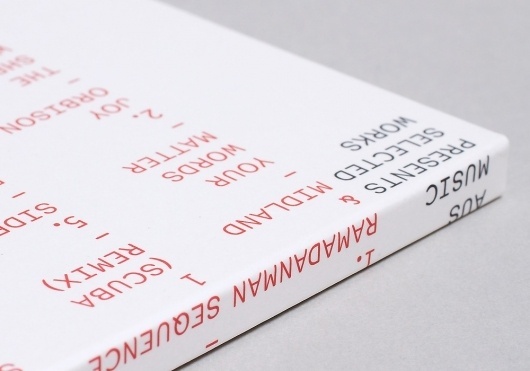 AUS
MUSIC
PRESENTS
SELECTED
WORKS
1.
RAMADANMAN
& MIDLAND
–
YOUR
WORDS
MATTER
–
2.
JOY
ORBISON
THE
–
SEQUENCE
1
(SCUBA
REMIX)
–
5.